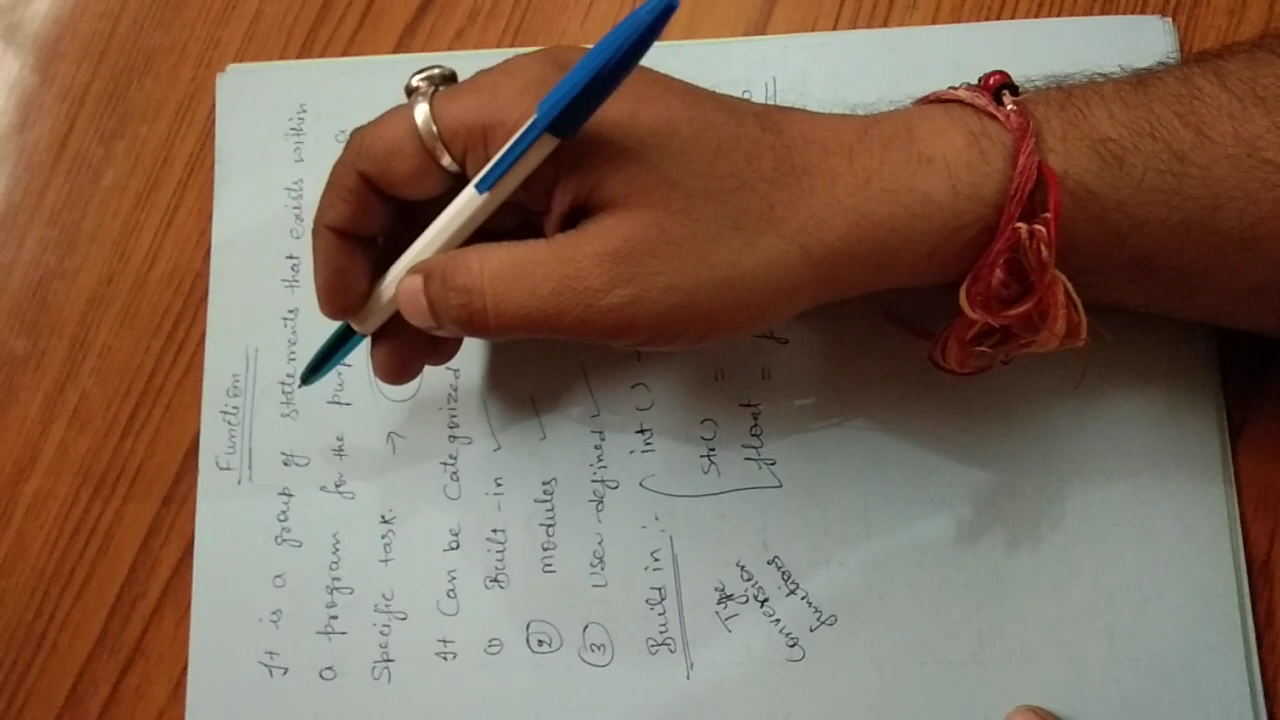 Function
It is a group of statements that exists within
a program for the a
Specific task. →
It Can be Categorized
① Built-in ✓
② modules ✓
③ User-defined ✓
Build in :- int ()
Str()  =
float =
Type
Conversion
functions